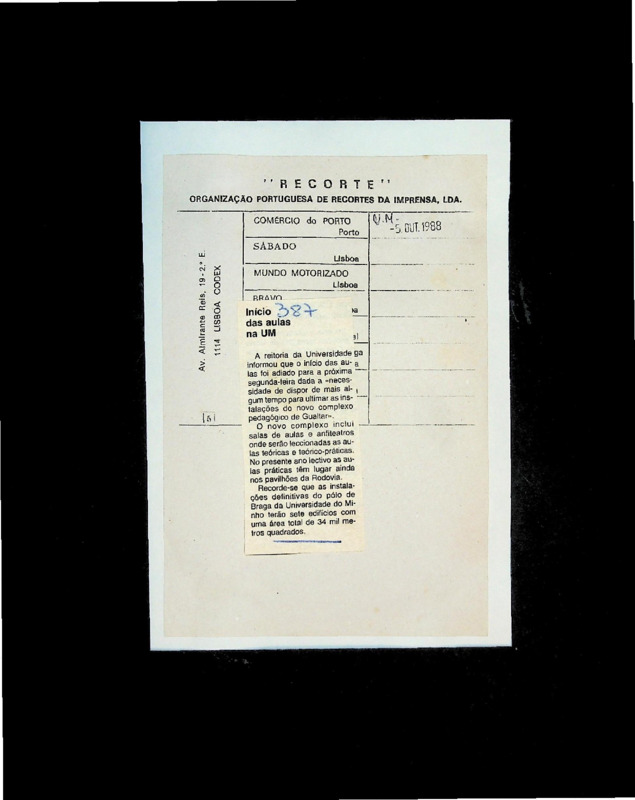 "RECORTE"
ORGANIZAÇÃO PORTUGUESA DE RECORTES DA IMPRENSA, LDA.
Av. Almirante Reis, 19-2.º E.
1114 LISBOA CODEX
COMÉRCIO do PORTO
Porto
SÁBADO
Lisboa
MUNDO MOTORIZADO
Lisboa
BRAVO
-5 OUT. 1988
387
Início
das aulas
na UM
A reitoria da Universidade
informou que o início das au-
las foi adiado para a próxima
segunda-feira dada a «neces-
sidade de dispor de mais al-
gum tempo para ultimar as ins-
talações do novo complexo
pedagógico de Gualtar».
O novo complexo inclui
salas de aulas e anfiteatros
onde serão leccionadas as au-
las teóricas e teórico-práticas.
No presente ano lectivo as au-
las práticas têm lugar ainda
nos pavilhões da Rodovia.
Recorde-se que as instala-
ções definitivas do pólo de
Braga da Universidade do Mi-
nho terão sete edifícios com
uma área total de 34 mil me-
tros quadrados.